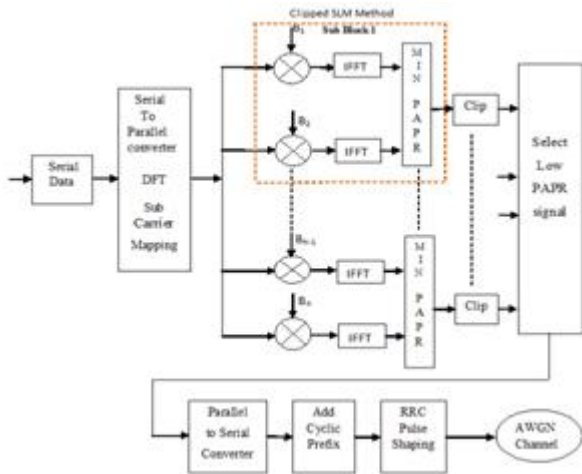 Clipped SLM Method
B₁
Sub Block 1
IFFT
MIN PAPR
Clip
Serial
To
Parallel
converter
DFT
Sub
Carrier
Mapping
Serial
Data
B₂
IFFT
Select
Low
PAPR
signal
Bₙ₋₁
IFFT
MIN PAPR
Clip
Bₙ
IFFT
Parallel
to Serial
Converter
Add
Cyclic
Prefix
RRC
Pulse
Shaping
AWGN
Channel